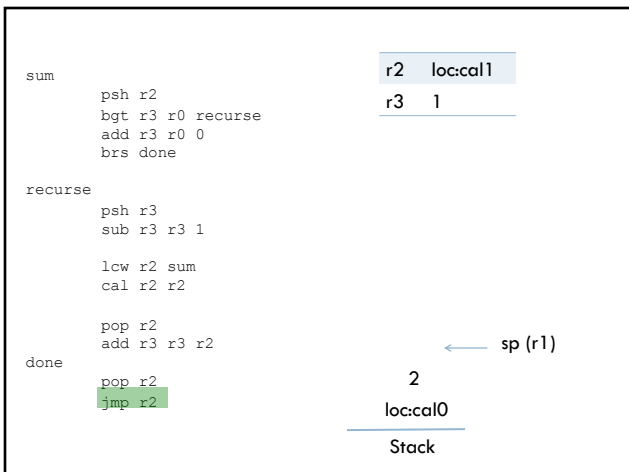 sum
psh r2
bgt r3 r0 recurse
add r3 r0 0
brs done
recurse
psh r3
sub r3 r3 1
lcw r2 sum
cal r2 r2
pop r2
add r3 r3 r2
done
pop r2
jmp r2
r2 loc:cal1
r3 1
sp (r1)
2
loc:cal0
Stack